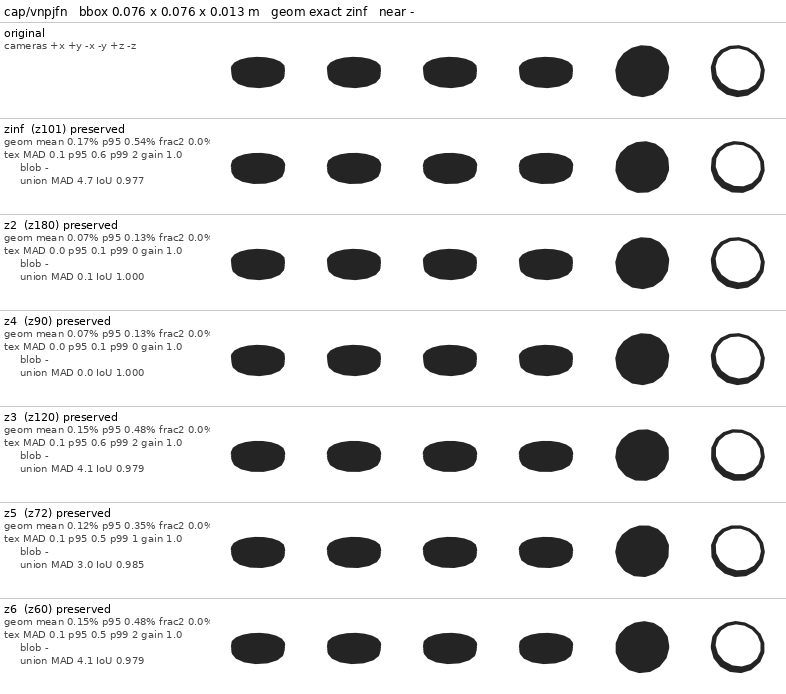 cap/vnpjfn bbox 0.076 x 0.076 x 0.013 m geom exact zinf near -
original
cameras +x +y -x -y +z -z
zinf (z101) preserved
geom mean 0.17% p95 0.54% frac2 0.0%
tex MAD 0.1 p95 0.6 p99 2 gain 1.0
blob -
union MAD 4.7 IoU 0.977
z2 (z180) preserved
geom mean 0.07% p95 0.13% frac2 0.0%
tex MAD 0.0 p95 0.1 p99 0 gain 1.0
blob -
union MAD 0.1 IoU 1.000
z4 (z90) preserved
geom mean 0.07% p95 0.13% frac2 0.0%
tex MAD 0.0 p95 0.1 p99 0 gain 1.0
blob -
union MAD 0.0 IoU 1.000
z3 (z120) preserved
geom mean 0.15% p95 0.48% frac2 0.0%
tex MAD 0.1 p95 0.6 p99 2 gain 1.0
blob -
union MAD 4.1 IoU 0.979
z5 (z72) preserved
geom mean 0.12% p95 0.35% frac2 0.0%
tex MAD 0.1 p95 0.5 p99 1 gain 1.0
blob -
union MAD 3.0 IoU 0.985
z6 (z60) preserved
geom mean 0.15% p95 0.48% frac2 0.0%
tex MAD 0.1 p95 0.5 p99 2 gain 1.0
blob -
union MAD 4.1 IoU 0.979